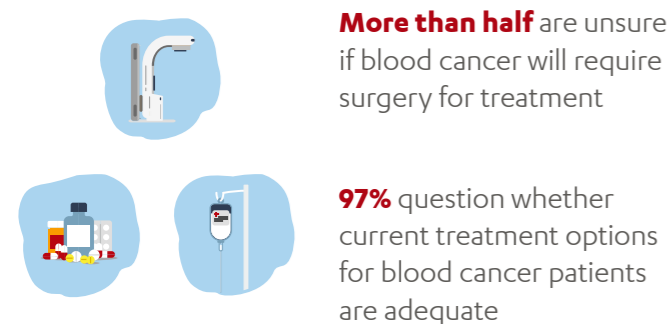 More than half are unsure
if blood cancer will require
surgery for treatment
97% question whether
current treatment options
for blood cancer patients
are adequate